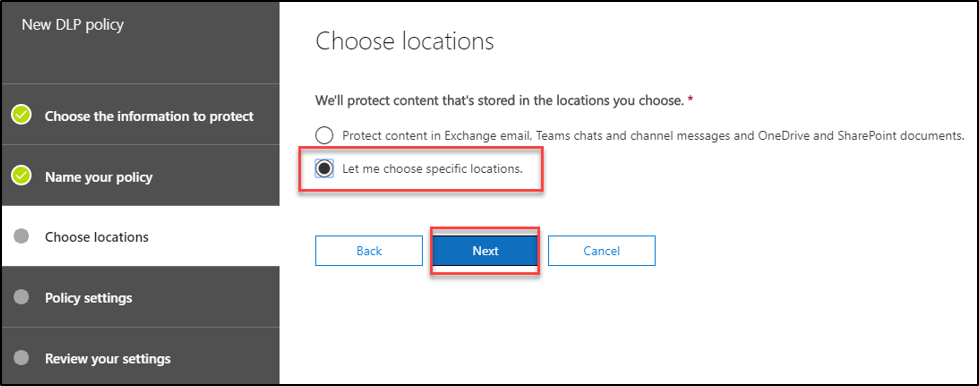 New DLP policy
Choose the information to protect
Name your policy
Choose locations
Policy settings
Review your settings
Choose locations
We'll protect content that's stored in the locations you choose. *
Protect content in Exchange email, Teams chats and channel messages and OneDrive and SharePoint documents.
Let me choose specific locations.
Back
Next
Cancel